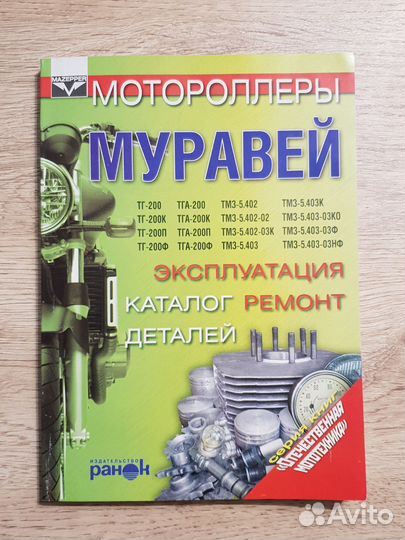 MAZEPPER
МОТОРОЛЛЕРЫ
МУРАВЕЙ
ТГ-200 ТГА-200 ТМЗ-5.402 ТМЗ-5.403К
ТГ-200К ТГА-200К ТМЗ-5.402-02 ТМЗ-5.403-03КО
ТГ-200П ТГА-200П ТМЗ-5.402-03К ТМЗ-5.403-03Ф
ТГ-200Ф ТГА-200Ф ТМЗ-5.403 ТМЗ-5.403-03НФ
ЭКСПЛУАТАЦИЯ
КАТАЛОГ РЕМОНТ
ДЕТАЛЕЙ
СЕРИЯ КНИГ
«ОТЕЧЕСТВЕННАЯ
МОТОТЕХНИКА»
ИЗДАТЕЛЬСТВО
РАНОК
Avito